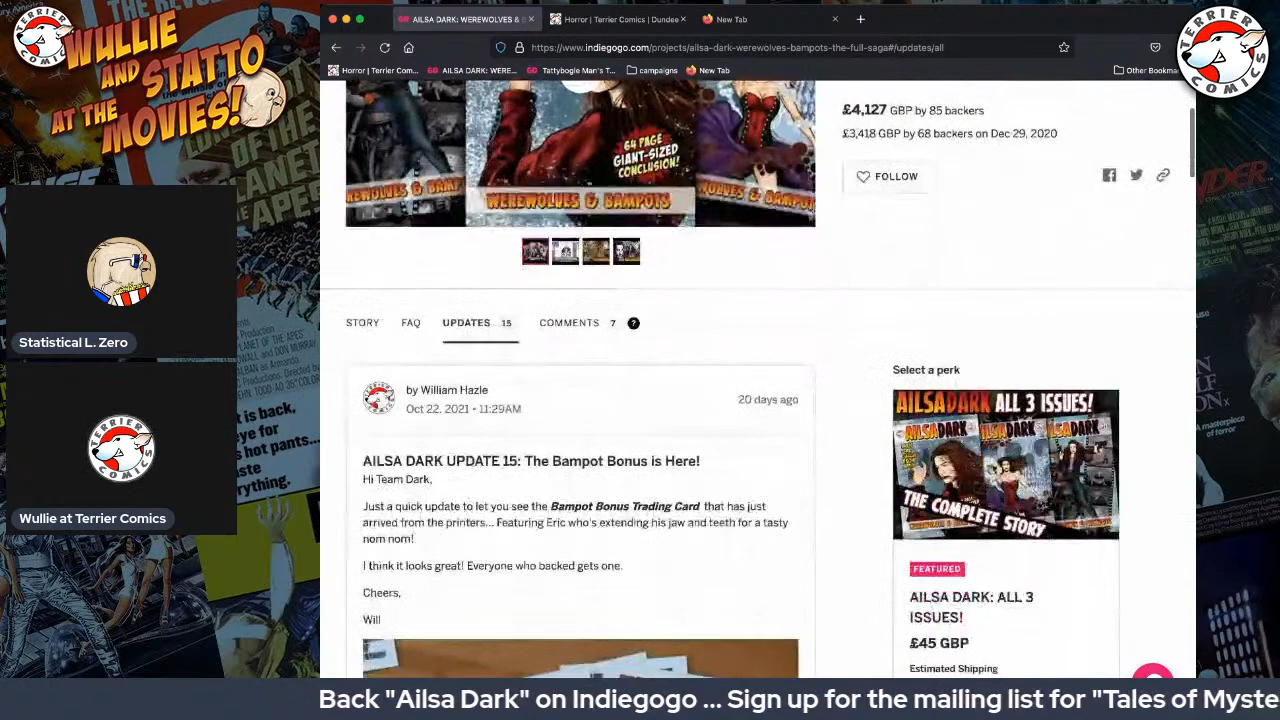 TERRIER COMICS
WULLIE AND STATTO AT THE MOVIES!
Statistical L. Zero
Wullie at Terrier Comics
AILSA DARK: WEREWOLVES &
Horror | Terrier Comics | Dundee
New Tab
https://www.indiegogo.com/projects/ailsa-dark-werewolves-bampots-the-full-saga#/updates/all
Horror | Terrier Com...
AILSA DARK: WERE...
Tattybogle Man's T...
campaigns
New Tab
Other Bookmar
TERRIER COMICS
64 PAGE
GIANT-SIZED
CONCLUSION!
WEREWOLVES & BAMP
WEREWOLVES & BAMPOTS
WOLVES & BAMPOTS
£4,127 GBP by 85 backers
£3,418 GBP by 68 backers on Dec 29, 2020
FOLLOW
STORY
FAQ
UPDATES 15
COMMENTS 7 ?
by William Hazle
Oct 22, 2021 • 11:29AM
20 days ago
AILSA DARK UPDATE 15: The Bampot Bonus is Here!
Hi Team Dark,
Just a quick update to let you see the Bampot Bonus Trading Card that has just
arrived from the printers... Featuring Eric who's extending his jaw and teeth for a tasty
nom nom!
I think it looks great! Everyone who backed gets one.
Cheers,
Will
Select a perk
AILSA DARK ALL 3 ISSUES!
AILSA DARK
THE COMPLETE STORY
FEATURED
AILSA DARK: ALL 3
ISSUES!
£45 GBP
Estimated Shipping
Back "Ailsa Dark" on Indiegogo ... Sign up for the mailing list for "Tales of Myste